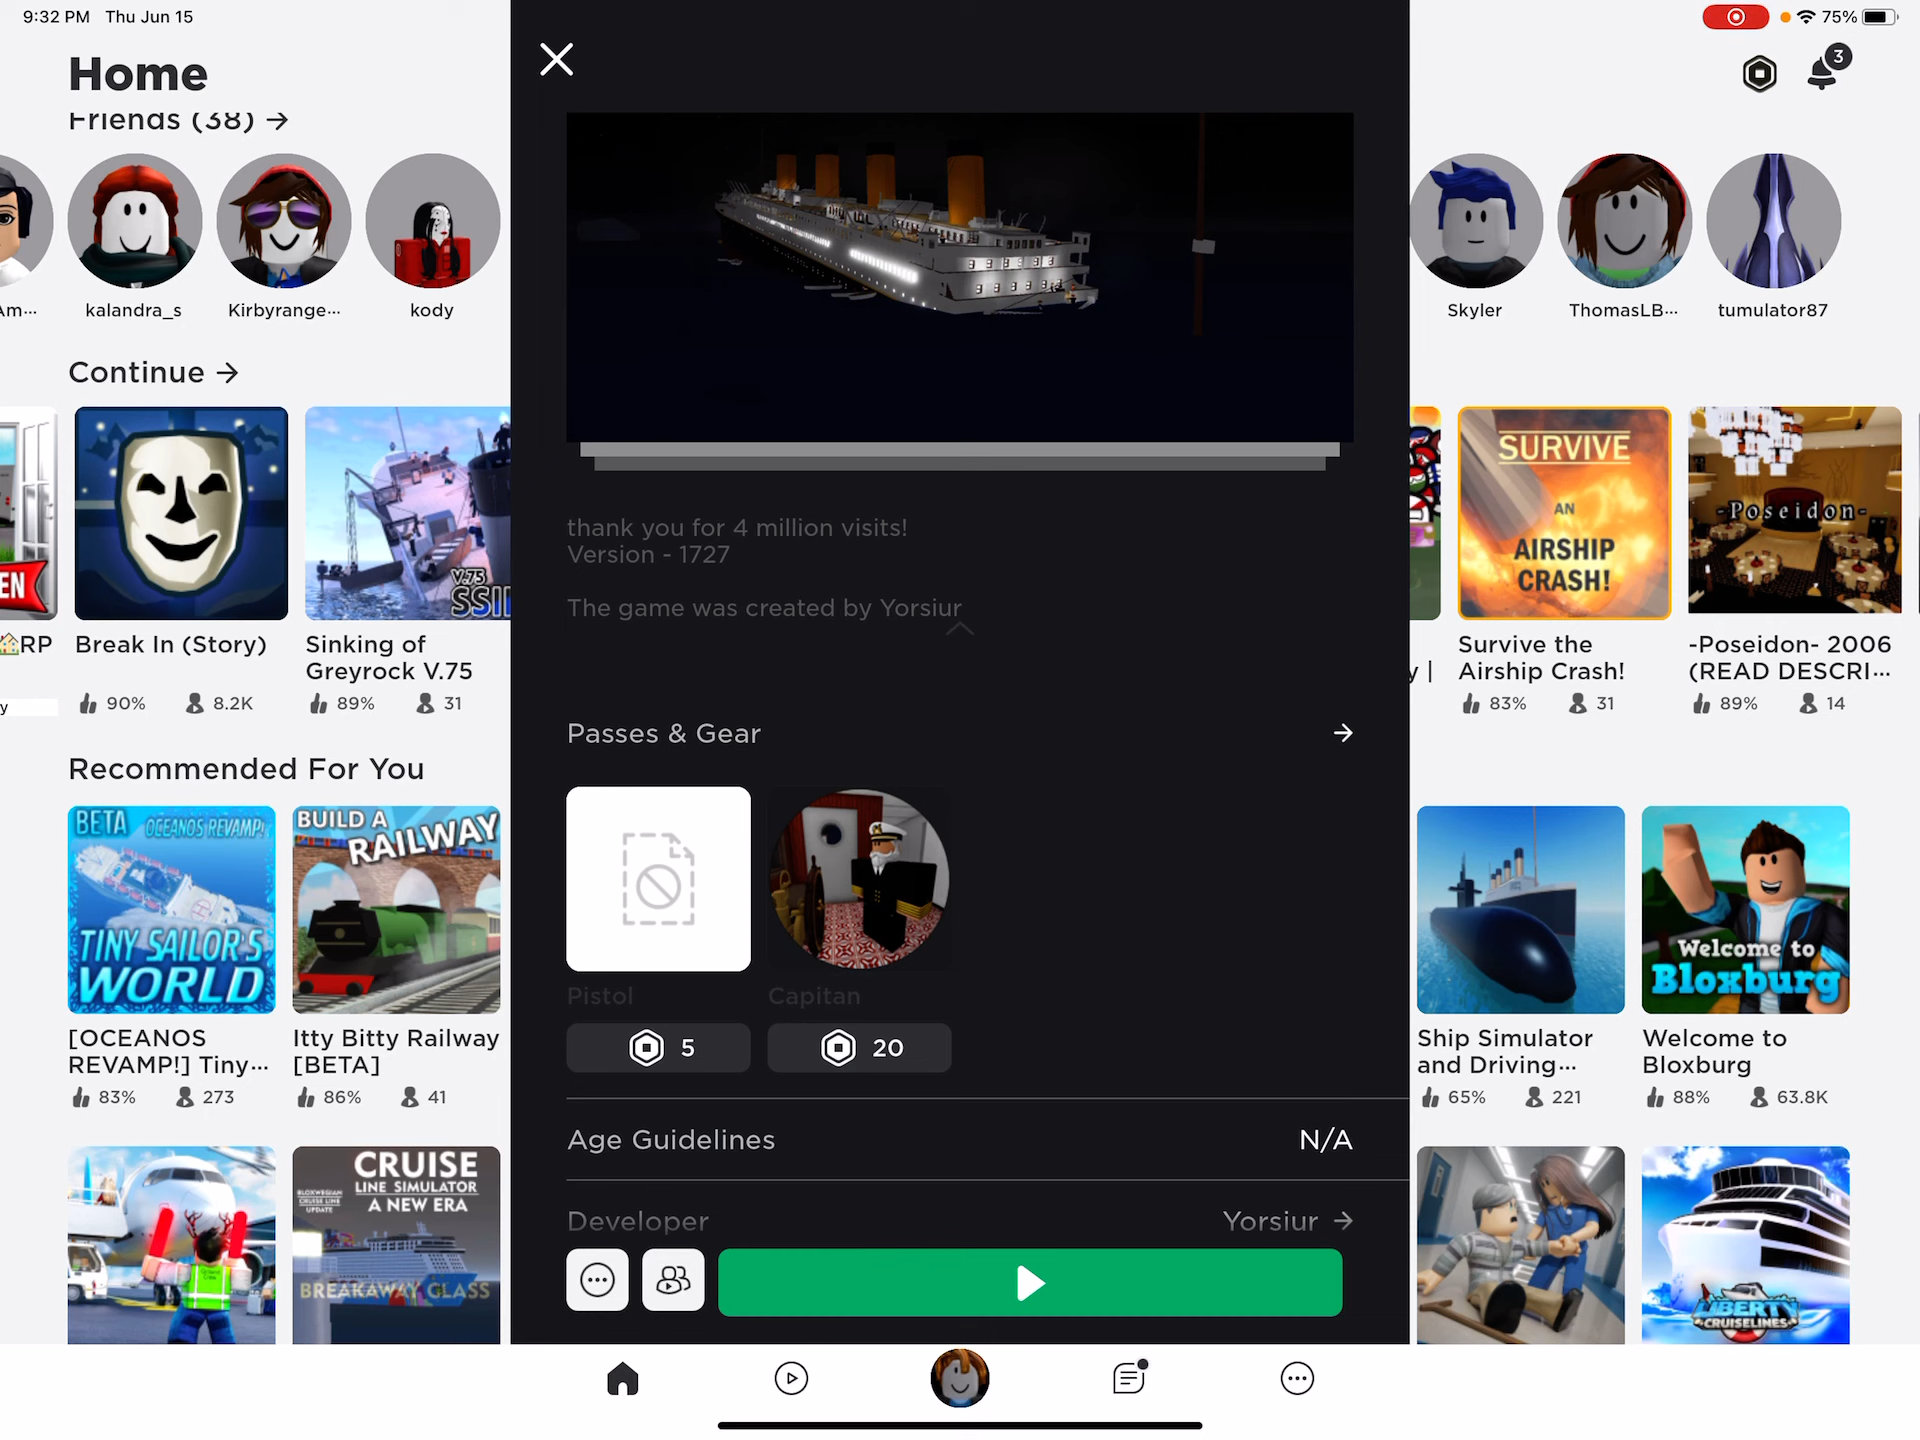 9:32 PM Thu Jun 15
75%
Home
3
Friends (38) →
Am...
kalandra_s
Kirbyrange...
kody
Skyler
ThomasLB...
tumulator87
Continue →
EN
V.75
SURVIVE
AN
AIRSHIP
CRASH!
-Poseidon-
RP
Break In (Story)
Sinking of
Greyrock V.75
Survive the
Airship Crash!
-Poseidon- 2006
(READ DESCRI...
y |
y
90% 8.2K
89% 31
83% 31
89% 14
thank you for 4 million visits!
Version - 1727
The game was created by Yorsiur
Passes & Gear →
Pistol
Capitan
5
20
Age Guidelines N/A
Developer Yorsiur →
Recommended For You
BETA OCEANOS REVAMP!
TINY SAILOR'S
WORLD
BUILD A
RAILWAY
Welcome to
Bloxburg
[OCEANOS
REVAMP!] Tiny...
Itty Bitty Railway
[BETA]
Ship Simulator
and Driving...
Welcome to
Bloxburg
83% 273
86% 41
65% 221
88% 63.8K
CRUISE
LINE SIMULATOR
A NEW ERA
BLOXWEGIAN
CRUISE LINE
UPDATE
BREAKAWAY GLASS
LIBERTY
CRUISELINES